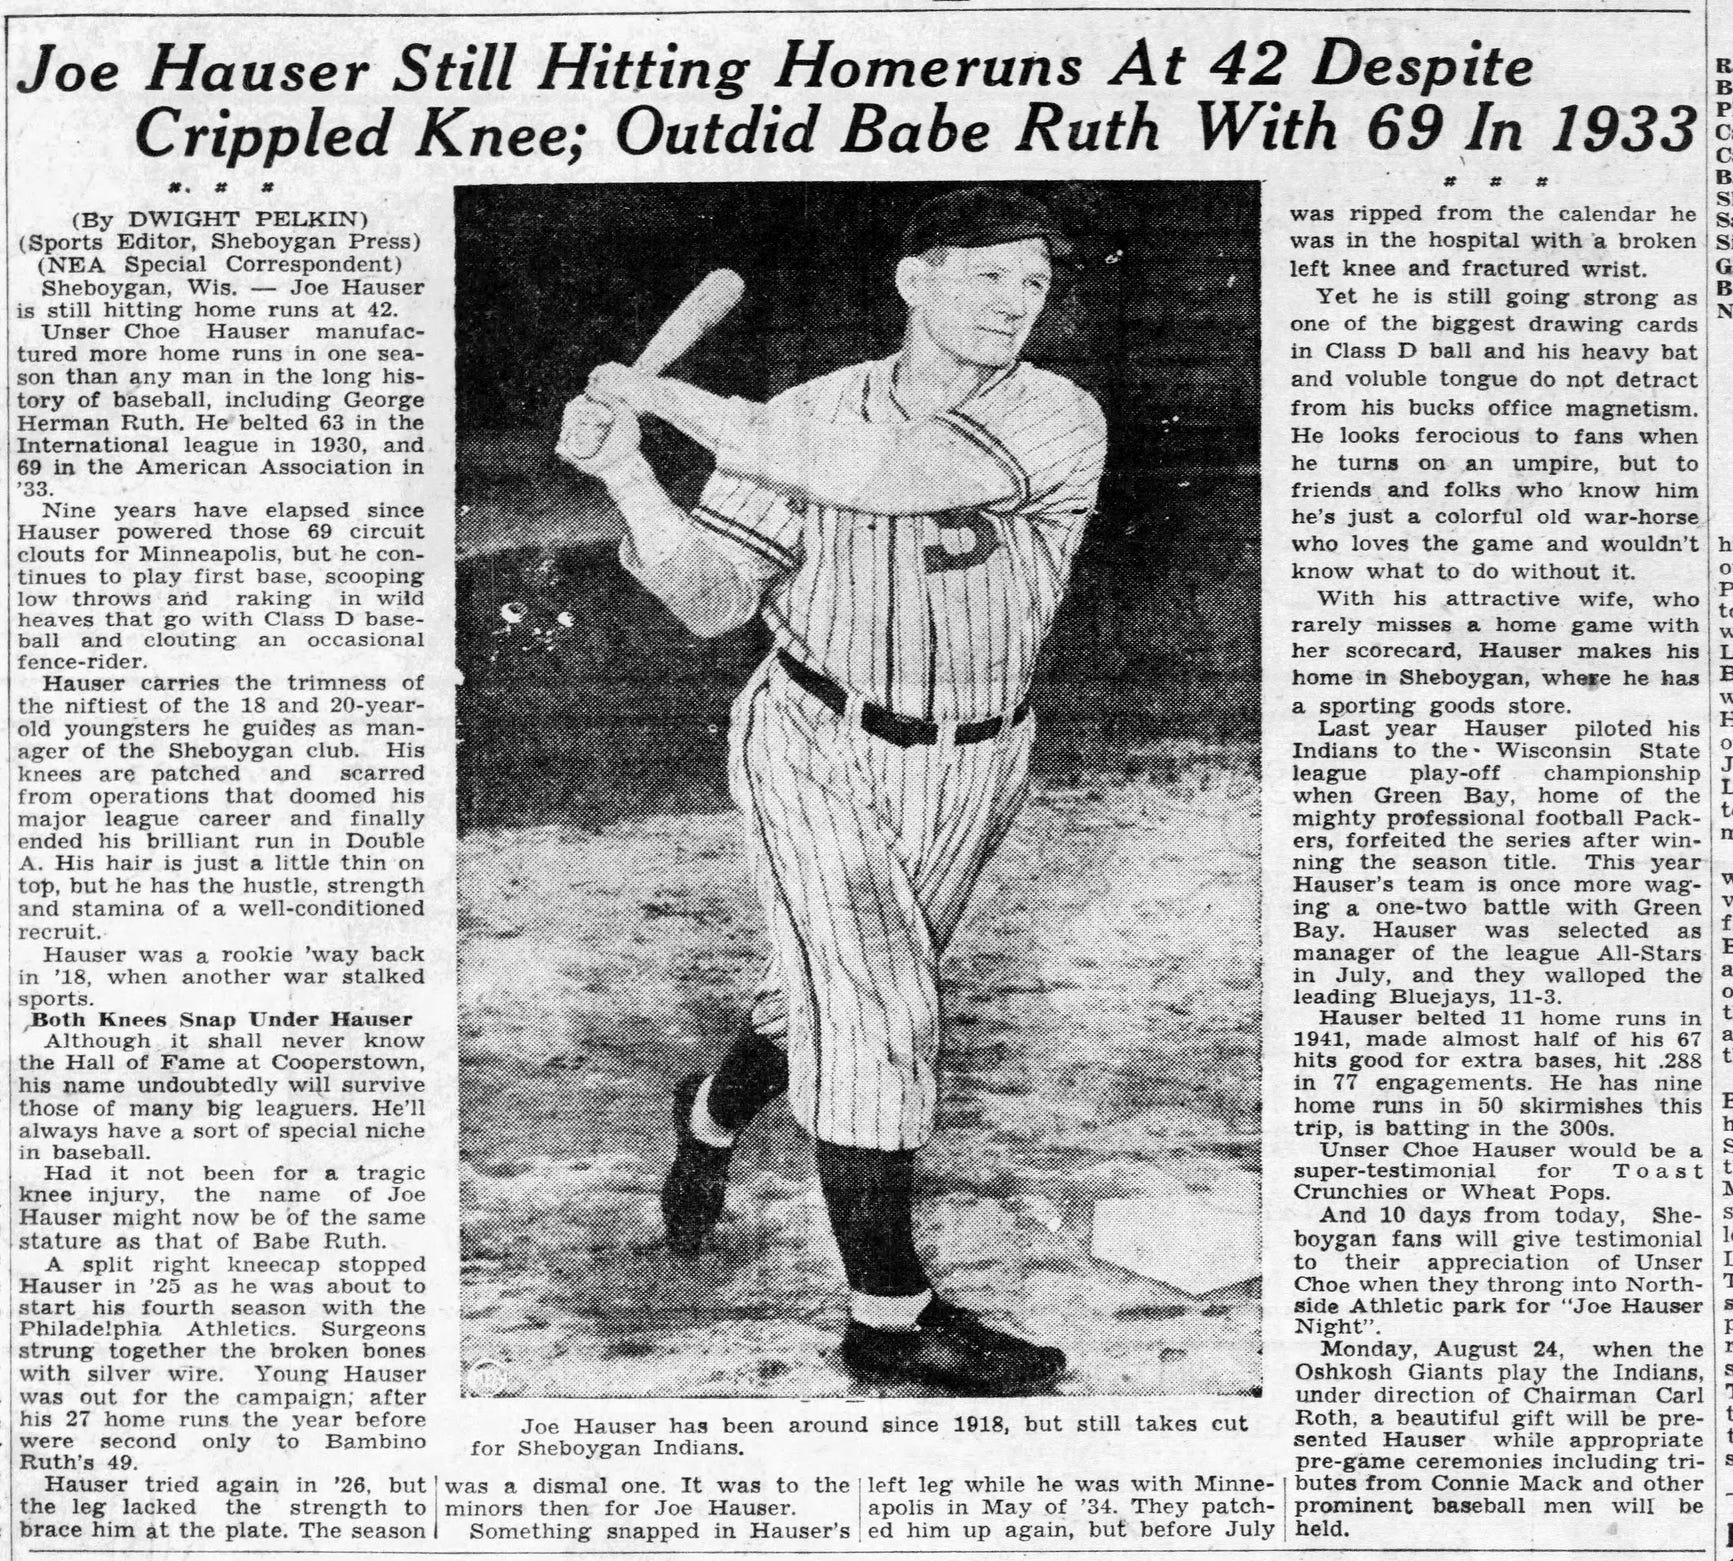 Joe Hauser Still Hitting Homeruns At 42 Despite
Crippled Knee; Outdid Babe Ruth With 69 In 1933
# # #
(By DWIGHT PELKIN)
(Sports Editor, Sheboygan Press)
(NEA Special Correspondent)
Sheboygan, Wis. — Joe Hauser
is still hitting home runs at 42.
Unser Choe Hauser manufac-
tured more home runs in one sea-
son than any man in the long his-
tory of baseball, including George
Herman Ruth. He belted 63 in the
International league in 1930, and
69 in the American Association in
'33.
Nine years have elapsed since
Hauser powered those 69 circuit
clouts for Minneapolis, but he con-
tinues to play first base, scooping
low throws and raking in wild
heaves that go with Class D base-
ball and clouting an occasional
fence-rider.
Hauser carries the trimness of
the niftiest of the 18 and 20-year-
old youngsters he guides as man-
ager of the Sheboygan club. His
knees are patched and scarred
from operations that doomed his
major league career and finally
ended his brilliant run in Double
A. His hair is just a little thin on
top, but he has the hustle, strength
and stamina of a well-conditioned
recruit.
Hauser was a rookie 'way back
in '18, when another war stalked
sports.
Both Knees Snap Under Hauser
Although it shall never know
the Hall of Fame at Cooperstown,
his name undoubtedly will survive
those of many big leaguers. He'll
always have a sort of special niche
in baseball.
Had it not been for a tragic
knee injury, the name of Joe
Hauser might now be of the same
stature as that of Babe Ruth.
A split right kneecap stopped
Hauser in '25 as he was about to
start his fourth season with the
Philadelphia Athletics. Surgeons
strung together the broken bones
with silver wire. Young Hauser
was out for the campaign; after
his 27 home runs the year before
were second only to Bambino
Ruth's 49.
Hauser tried again in '26, but
the leg lacked the strength to
brace him at the plate. The season
Joe Hauser has been around since 1918, but still takes cut
for Sheboygan Indians.
was a dismal one. It was to the
minors then for Joe Hauser.
Something snapped in Hauser's
left leg while he was with Minne-
apolis in May of '34. They patch-
ed him up again, but before July
# # #
was ripped from the calendar he
was in the hospital with a broken
left knee and fractured wrist.
Yet he is still going strong as
one of the biggest drawing cards
in Class D ball and his heavy bat
and voluble tongue do not detract
from his bucks office magnetism.
He looks ferocious to fans when
he turns on an umpire, but to
friends and folks who know him
he's just a colorful old war-horse
who loves the game and wouldn't
know what to do without it.
With his attractive wife, who
rarely misses a home game with
her scorecard, Hauser makes his
home in Sheboygan, where he has
a sporting goods store.
Last year Hauser piloted his
Indians to the Wisconsin State
league play-off championship
when Green Bay, home of the
mighty professional football Pack-
ers, forfeited the series after win-
ning the season title. This year
Hauser's team is once more wag-
ing a one-two battle with Green
Bay. Hauser was selected as
manager of the league All-Stars
in July, and they walloped the
leading Bluejays, 11-3.
Hauser belted 11 home runs in
1941, made almost half of his 67
hits good for extra bases, hit .288
in 77 engagements. He has nine
home runs in 50 skirmishes this
trip, is batting in the 300s.
Unser Choe Hauser would be a
super-testimonial for Toast
Crunchies or Wheat Pops.
And 10 days from today, She-
boygan fans will give testimonial
to their appreciation of Unser
Choe when they throng into North-
side Athletic park for "Joe Hauser
Night".
Monday, August 24, when the
Oshkosh Giants play the Indians,
under direction of Chairman Carl
Roth, a beautiful gift will be pre-
sented Hauser while appropriate
pre-game ceremonies including tri-
butes from Connie Mack and other
prominent baseball men will be
held.